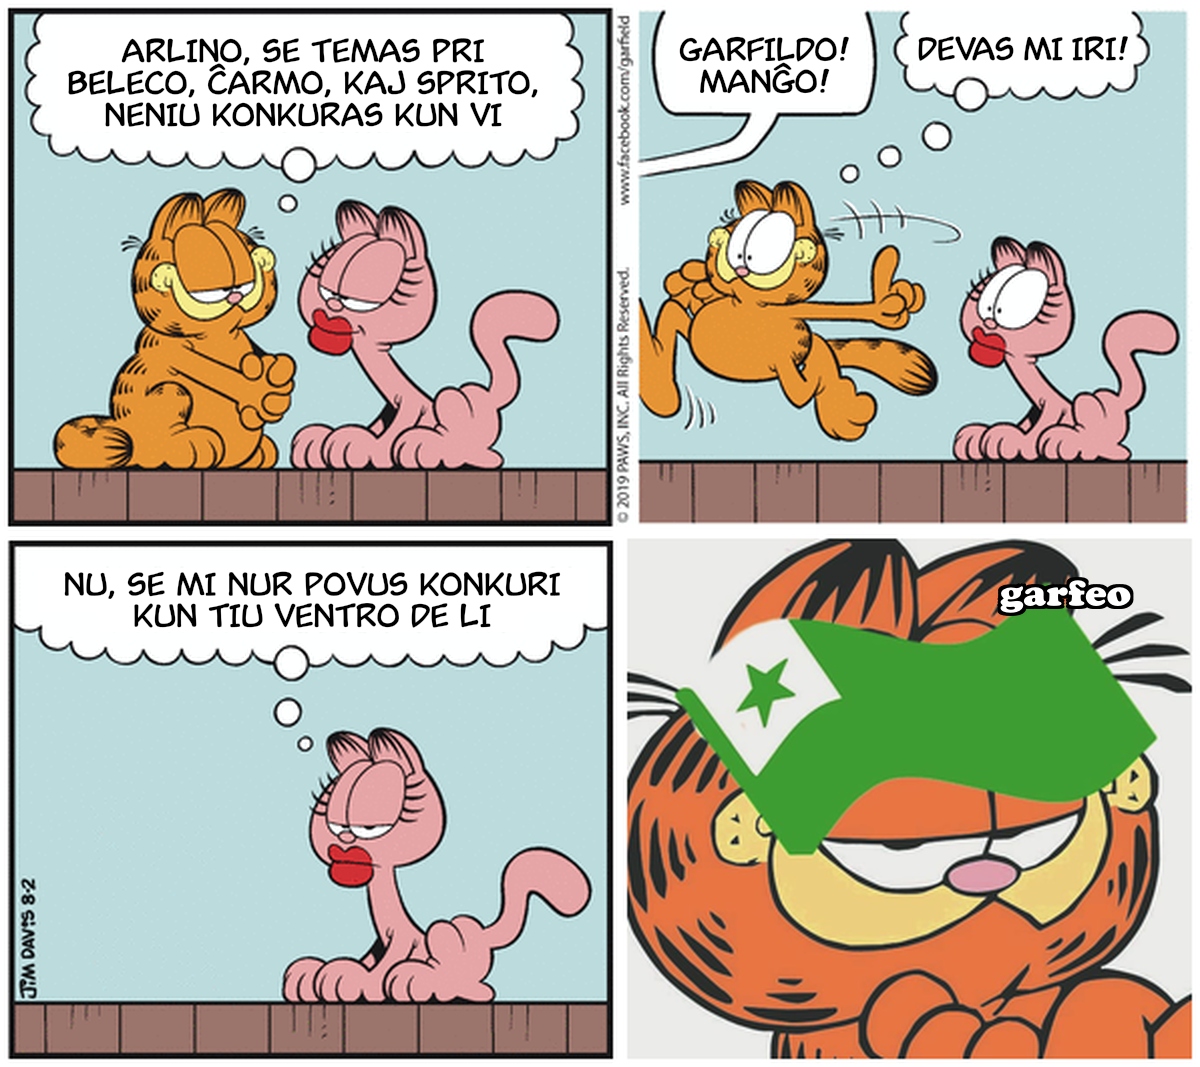 ARLINO, SE TEMAS PRI
BELECO, ĈARMO, KAJ SPRITO,
NENIU KONKURAS KUN VI
© 2019 PAWS, INC. All Rights Reserved. www.facebook.com/garfield
GARFILDO!
MANĜO!
DEVAS MI IRI!
NU, SE MI NUR POVUS KONKURI
KUN TIU VENTRO DE LI
JIM DAVIS 8-2
garfeo